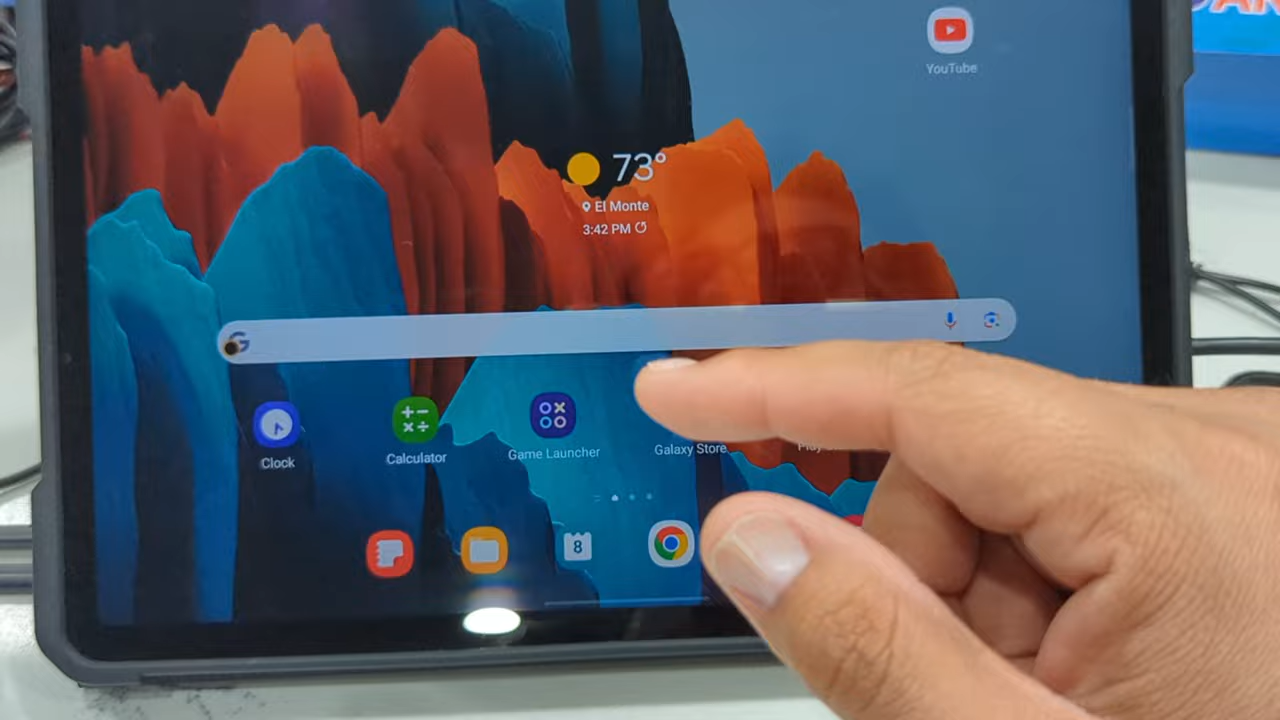 YouTube
73°
El Monte
3:42 PM
G
Clock
Calculator
Game Launcher
Galaxy Store
8